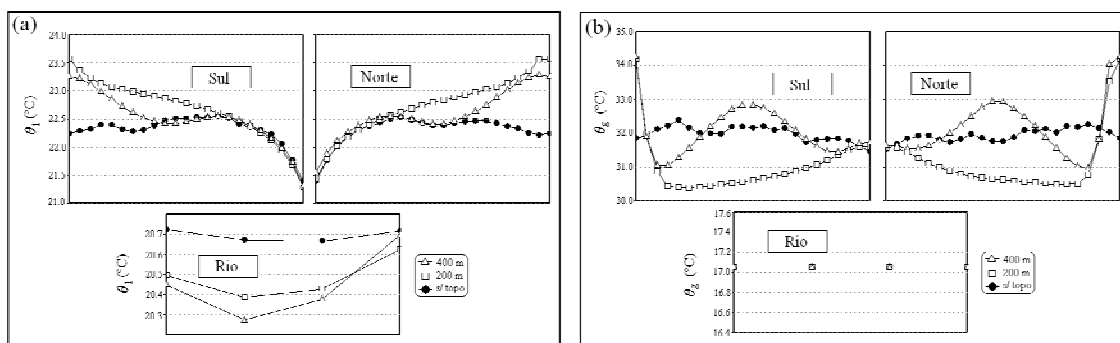 (a)
24.0
23.5
23.0
22.5
22.0
21.5
21.0
θ1 (°C)
Sul
Norte
20.7
20.6
20.5
20.4
20.3
θ1 (°C)
Rio
400 m
200 m
s/ topo
(b)
35.0
34.0
33.0
32.0
31.0
30.0
θg (°C)
Sul
Norte
17.6
17.4
17.2
17.0
16.8
16.6
16.4
θg (°C)
Rio
400 m
200 m
s/ topo